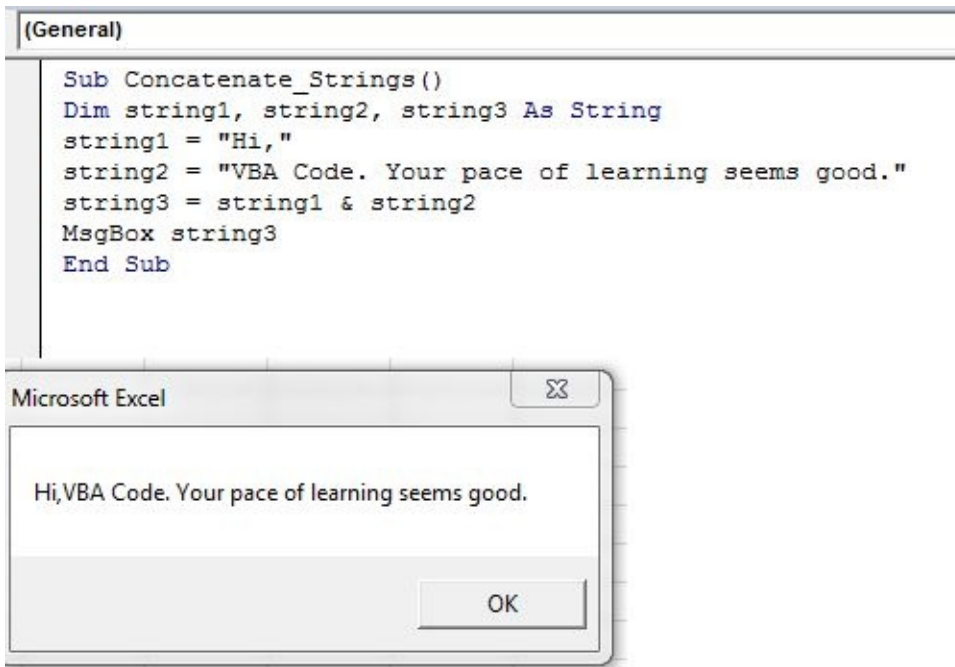 (General)
Sub Concatenate_Strings()
Dim string1, string2, string3 As String
string1 = "Hi,"
string2 = "VBA Code. Your pace of learning seems good."
string3 = string1 & string2
MsgBox string3
End Sub
Microsoft Excel
Hi,VBA Code. Your pace of learning seems good.
OK